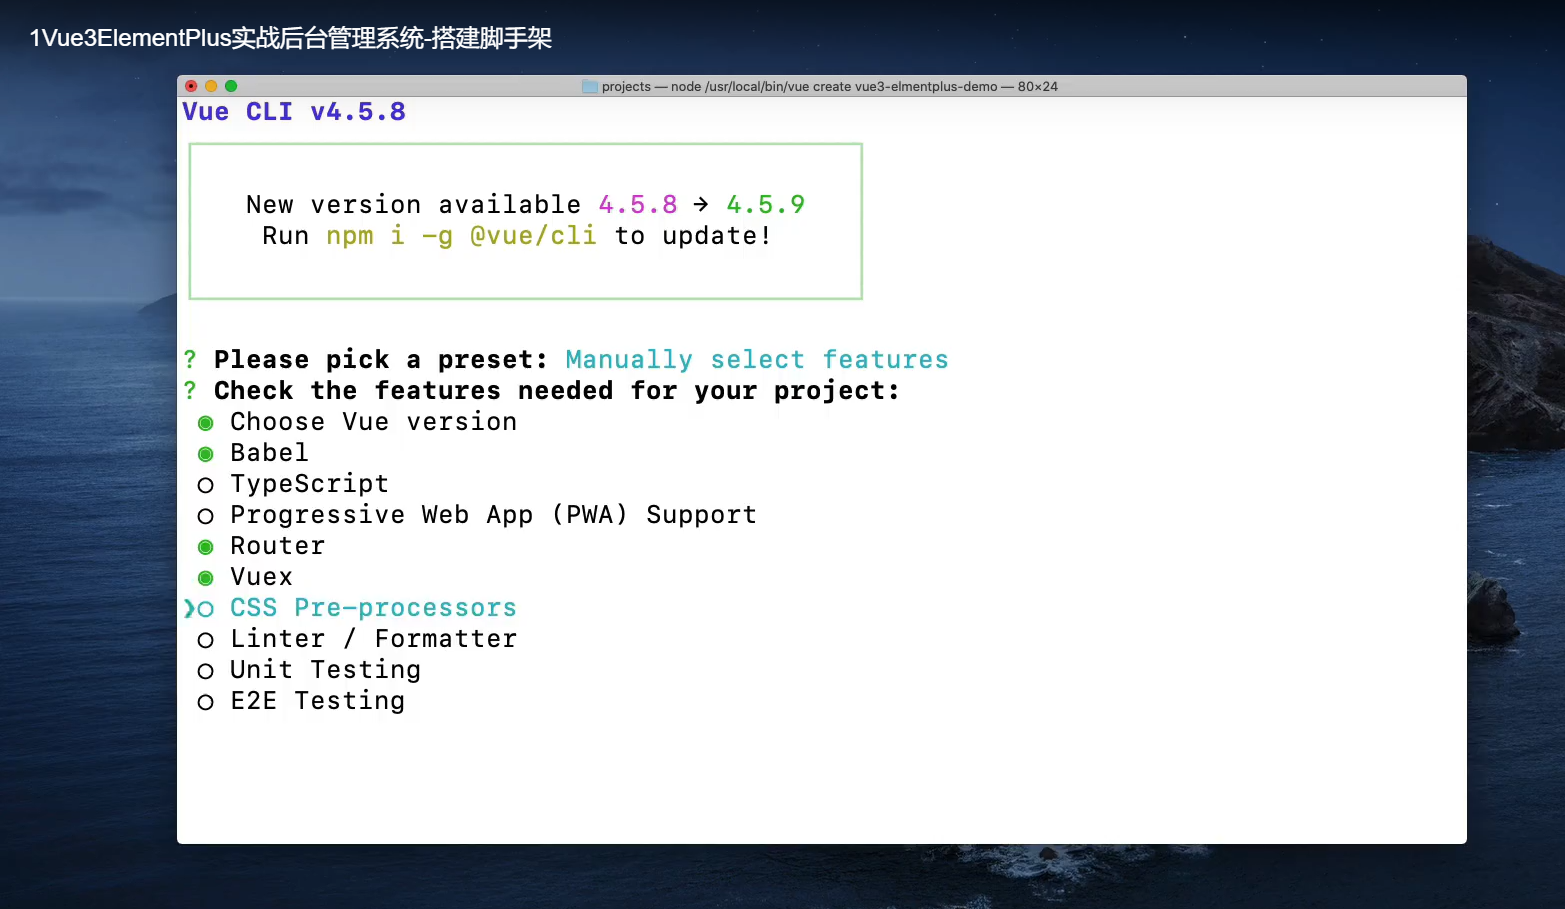 1Vue3ElementPlus实战后台管理系统-搭建脚手架
projects — node /usr/local/bin/vue create vue3-elmentplus-demo — 80×24
Vue CLI v4.5.8
New version available 4.5.8 → 4.5.9
Run npm i -g @vue/cli to update!
? Please pick a preset: Manually select features
? Check the features needed for your project:
◉ Choose Vue version
◉ Babel
◯ TypeScript
◯ Progressive Web App (PWA) Support
◉ Router
◉ Vuex
❯◯ CSS Pre-processors
◯ Linter / Formatter
◯ Unit Testing
◯ E2E Testing